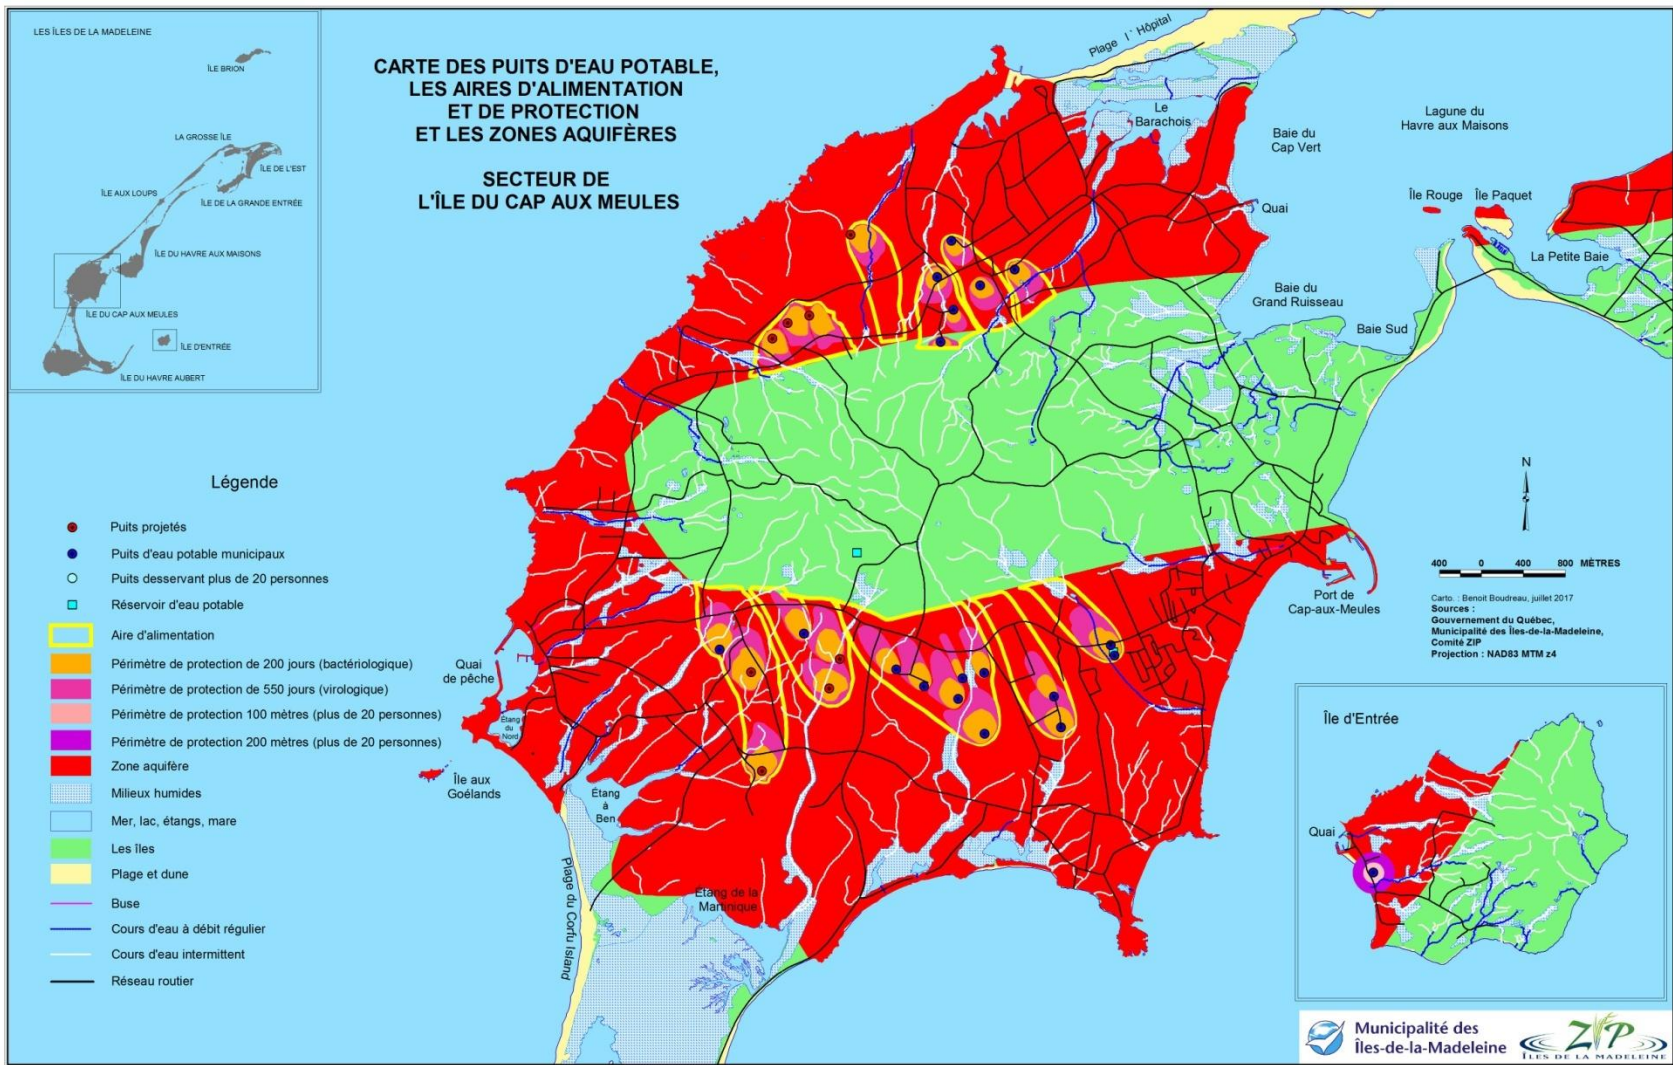 LES ÎLES DE LA MADELEINE
ÎLE BRION
LA GROSSE ÎLE
ÎLE DE L'EST
ÎLE AUX LOUPS
ÎLE DE LA GRANDE ENTRÉE
ÎLE DU HAVRE AUX MAISONS
ÎLE DU CAP AUX MEULES
ÎLE D'ENTRÉE
ÎLE DU HAVRE AUBERT
CARTE DES PUITS D'EAU POTABLE,
LES AIRES D'ALIMENTATION
ET DE PROTECTION
ET LES ZONES AQUIFÈRES
SECTEUR DE
L'ÎLE DU CAP AUX MEULES
Plage l'Hôpital
Le
Barachois
Baie du
Cap Vert
Lagune du
Havre aux Maisons
Quai
Île Rouge
Île Paquet
La Petite Baie
Baie du
Grand Ruisseau
Baie Sud
Légende
Puits projetés
Puits d'eau potable municipaux
Puits desservant plus de 20 personnes
Réservoir d'eau potable
Aire d'alimentation
Périmètre de protection de 200 jours (bactériologique)
Périmètre de protection de 550 jours (virologique)
Périmètre de protection 100 mètres (plus de 20 personnes)
Périmètre de protection 200 mètres (plus de 20 personnes)
Zone aquifère
Milieux humides
Mer, lac, étangs, mare
Les îles
Plage et dune
Buse
Cours d'eau à débit régulier
Cours d'eau intermittent
Réseau routier
Quai
de pêche
Étang
du
Nord
Île aux
Goélands
Étang
à
Ben
Plage du Corfu Island
Étang de la
Martinique
Port de
Cap-aux-Meules
N
400 0 400 800 MÈTRES
Carto. : Benoit Boudreau, juillet 2017
Sources :
Gouvernement du Québec,
Municipalité des Îles-de-la-Madeleine,
Comité ZIP
Projection : NAD83 MTM z4
Île d'Entrée
Quai
Municipalité des
Îles-de-la-Madeleine
ZIP
ÎLES DE LA MADELEINE